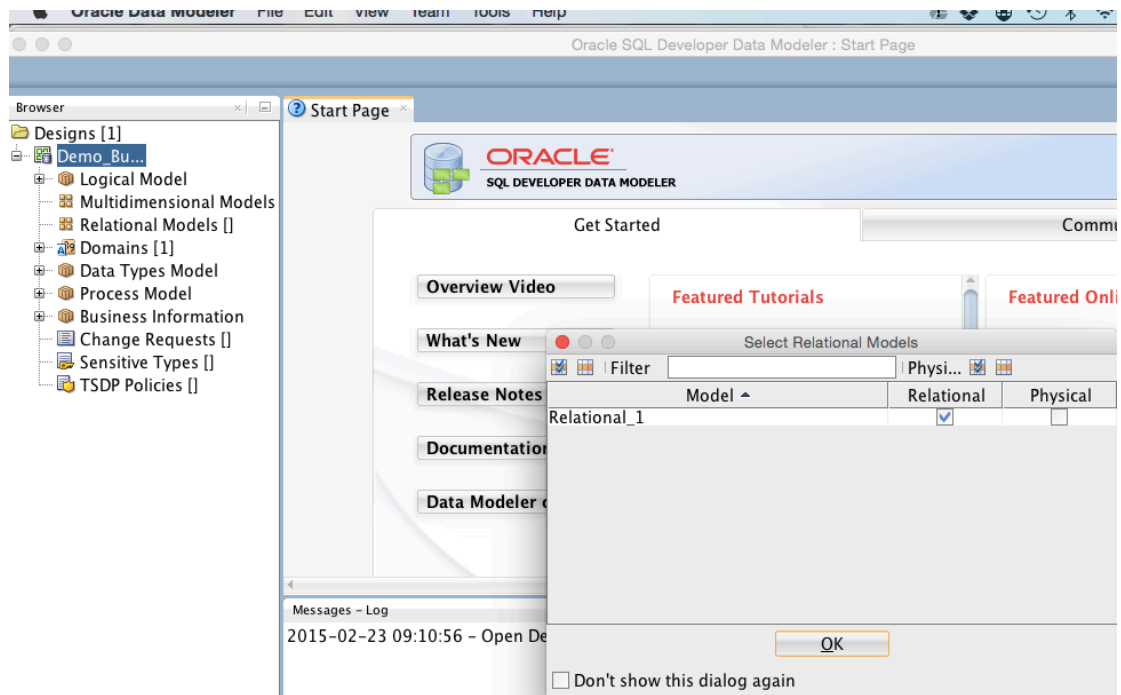 Oracle Data Modeler File Edit View Team Tools Help
Oracle SQL Developer Data Modeler : Start Page
Browser
Start Page
Designs [1]
Demo_Bu...
Logical Model
Multidimensional Models
Relational Models []
Domains [1]
Data Types Model
Process Model
Business Information
Change Requests []
Sensitive Types []
TSDP Policies []
ORACLE
SQL DEVELOPER DATA MODELER
Get Started
Commu
Overview Video
Featured Tutorials
Featured Onli
What's New
Release Notes
Documentation
Data Modeler
Select Relational Models
Filter
Physi...
Model Relational Physical
Relational_1
OK
Don't show this dialog again
Messages - Log
2015-02-23 09:10:56 - Open De